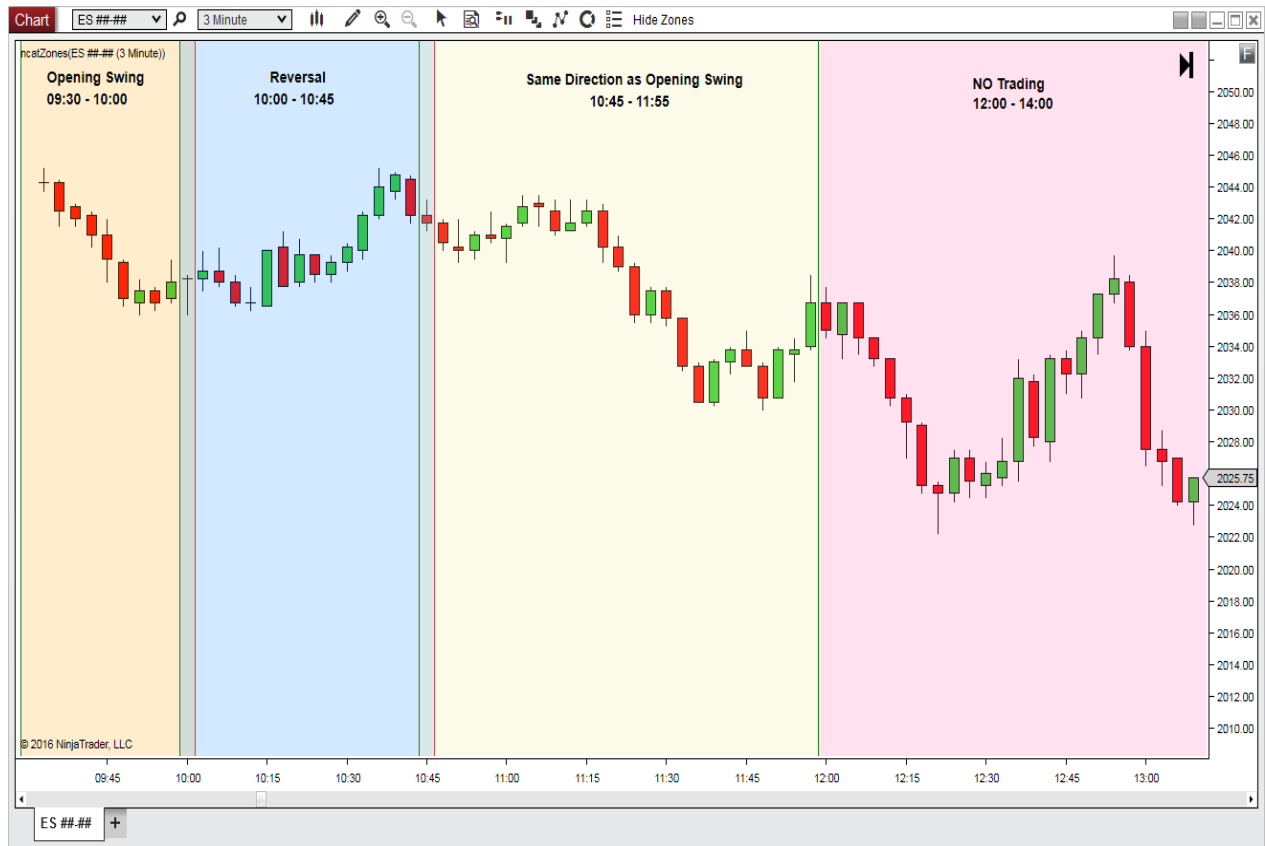 Chart ES ##-## 3 Minute Hide Zones
ncatZones(ES ##-## (3 Minute))
F
Opening Swing
09:30 - 10:00
Reversal
10:00 - 10:45
Same Direction as Opening Swing
10:45 - 11:55
NO Trading
12:00 - 14:00
2050.00
2048.00
2046.00
2044.00
2042.00
2040.00
2038.00
2036.00
2034.00
2032.00
2030.00
2028.00
2025.75
2024.00
2022.00
2020.00
2018.00
2016.00
2014.00
2012.00
2010.00
© 2016 NinjaTrader, LLC
09:45 10:00 10:15 10:30 10:45 11:00 11:15 11:30 11:45 12:00 12:15 12:30 12:45 13:00
ES ##-## +